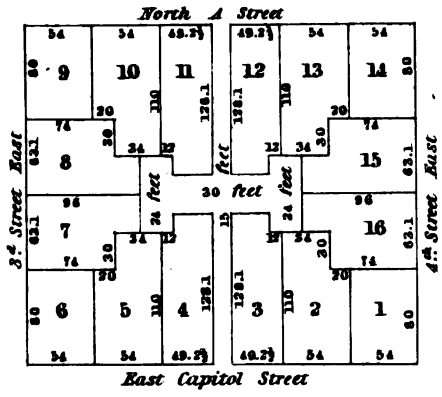 North A Street
54 54 49.2½ 49.2½ 54 54
80 9 10 11 12 13 14 80
110 128.1 128.1 110
20 20
74 30 30 74
3.d Street East 63.1 8 34 12 feet 12 34 15 63.1 4.th Street East
feet 30 feet feet
96 24 15 24 96
63.1 7 34 12 12 34 16 63.1
74 30 30 74
20 20
80 6 5 110 4 128.1 128.1 3 110 2 1 80
54 54 49.2½ 49.2½ 54 54
East Capitol Street